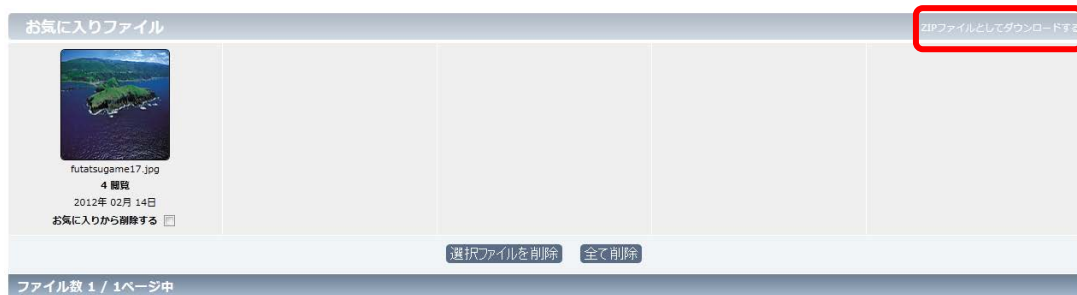 お気に入りファイル
ZIPファイルとしてダウンロードする
futatsugame17.jpg
4 閲覧
2012年 02月 14日
お気に入りから削除する
選択ファイルを削除 全て削除
ファイル数 1 / 1ページ中